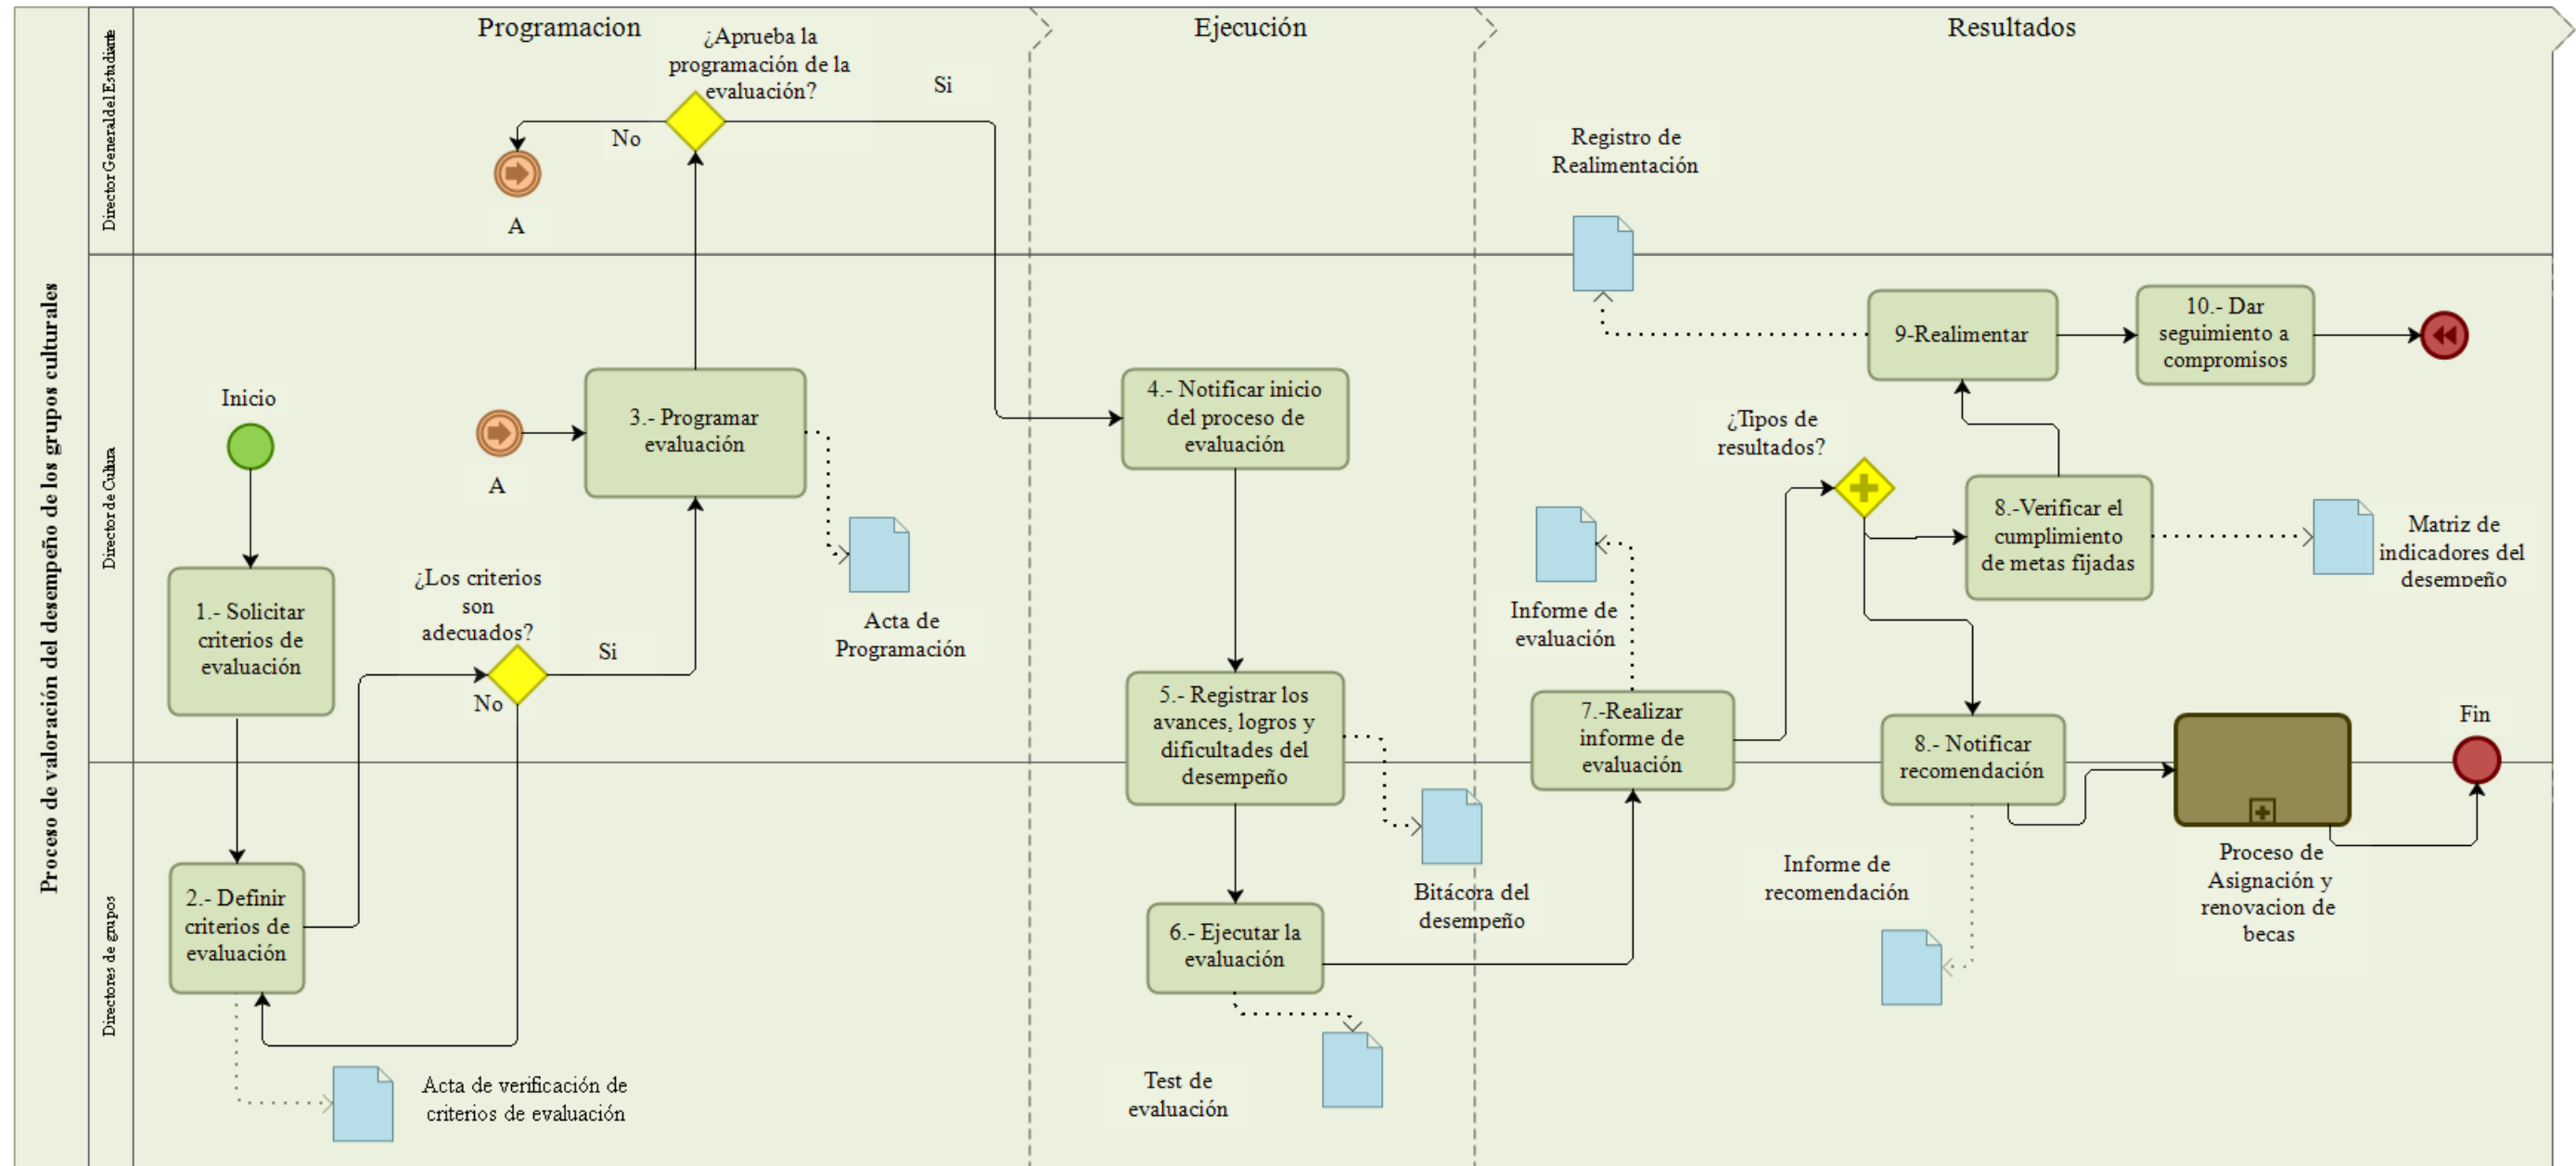 Proceso de valoración del desempeño de los grupos culturales
Director General del Estudiante
Director de Cultura
Directores de grupos
Programacion
Ejecución
Resultados
¿Aprueba la
programación de la
evaluación?
Si
No
A
Registro de
Realimentación
Inicio
A
3.- Programar
evaluación
Acta de
Programación
1.- Solicitar
criterios de
evaluación
¿Los criterios
son
adecuados?
Si
No
2.- Definir
criterios de
evaluación
Acta de verificación de
criterios de evaluación
4.- Notificar inicio
del proceso de
evaluación
5.- Registrar los
avances, logros y
dificultades del
desempeño
Bitácora del
desempeño
6.- Ejecutar la
evaluación
Test de
evaluación
9-Realimentar
10.- Dar
seguimiento a
compromisos
¿Tipos de
resultados?
8.-Verificar el
cumplimiento
de metas fijadas
Matriz de
indicadores del
desempeño
Informe de
evaluación
7.-Realizar
informe de
evaluación
8.- Notificar
recomendación
Informe de
recomendación
Proceso de
Asignación y
renovacion de
becas
Fin